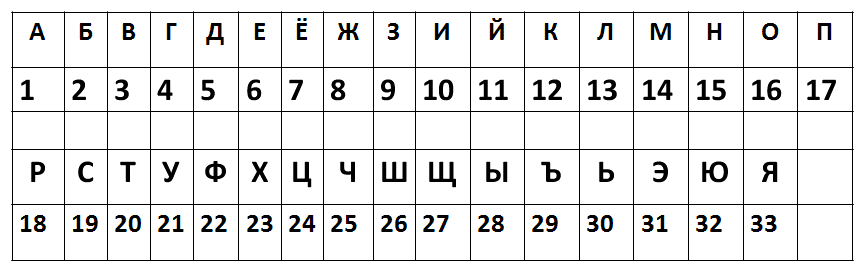 А Б В Г Д Е Ё Ж З И Й К Л М Н О П
1 2 3 4 5 6 7 8 9 10 11 12 13 14 15 16 17
Р С Т У Ф Х Ц Ч Ш Щ Ы Ъ Ь Э Ю Я
18 19 20 21 22 23 24 25 26 27 28 29 30 31 32 33